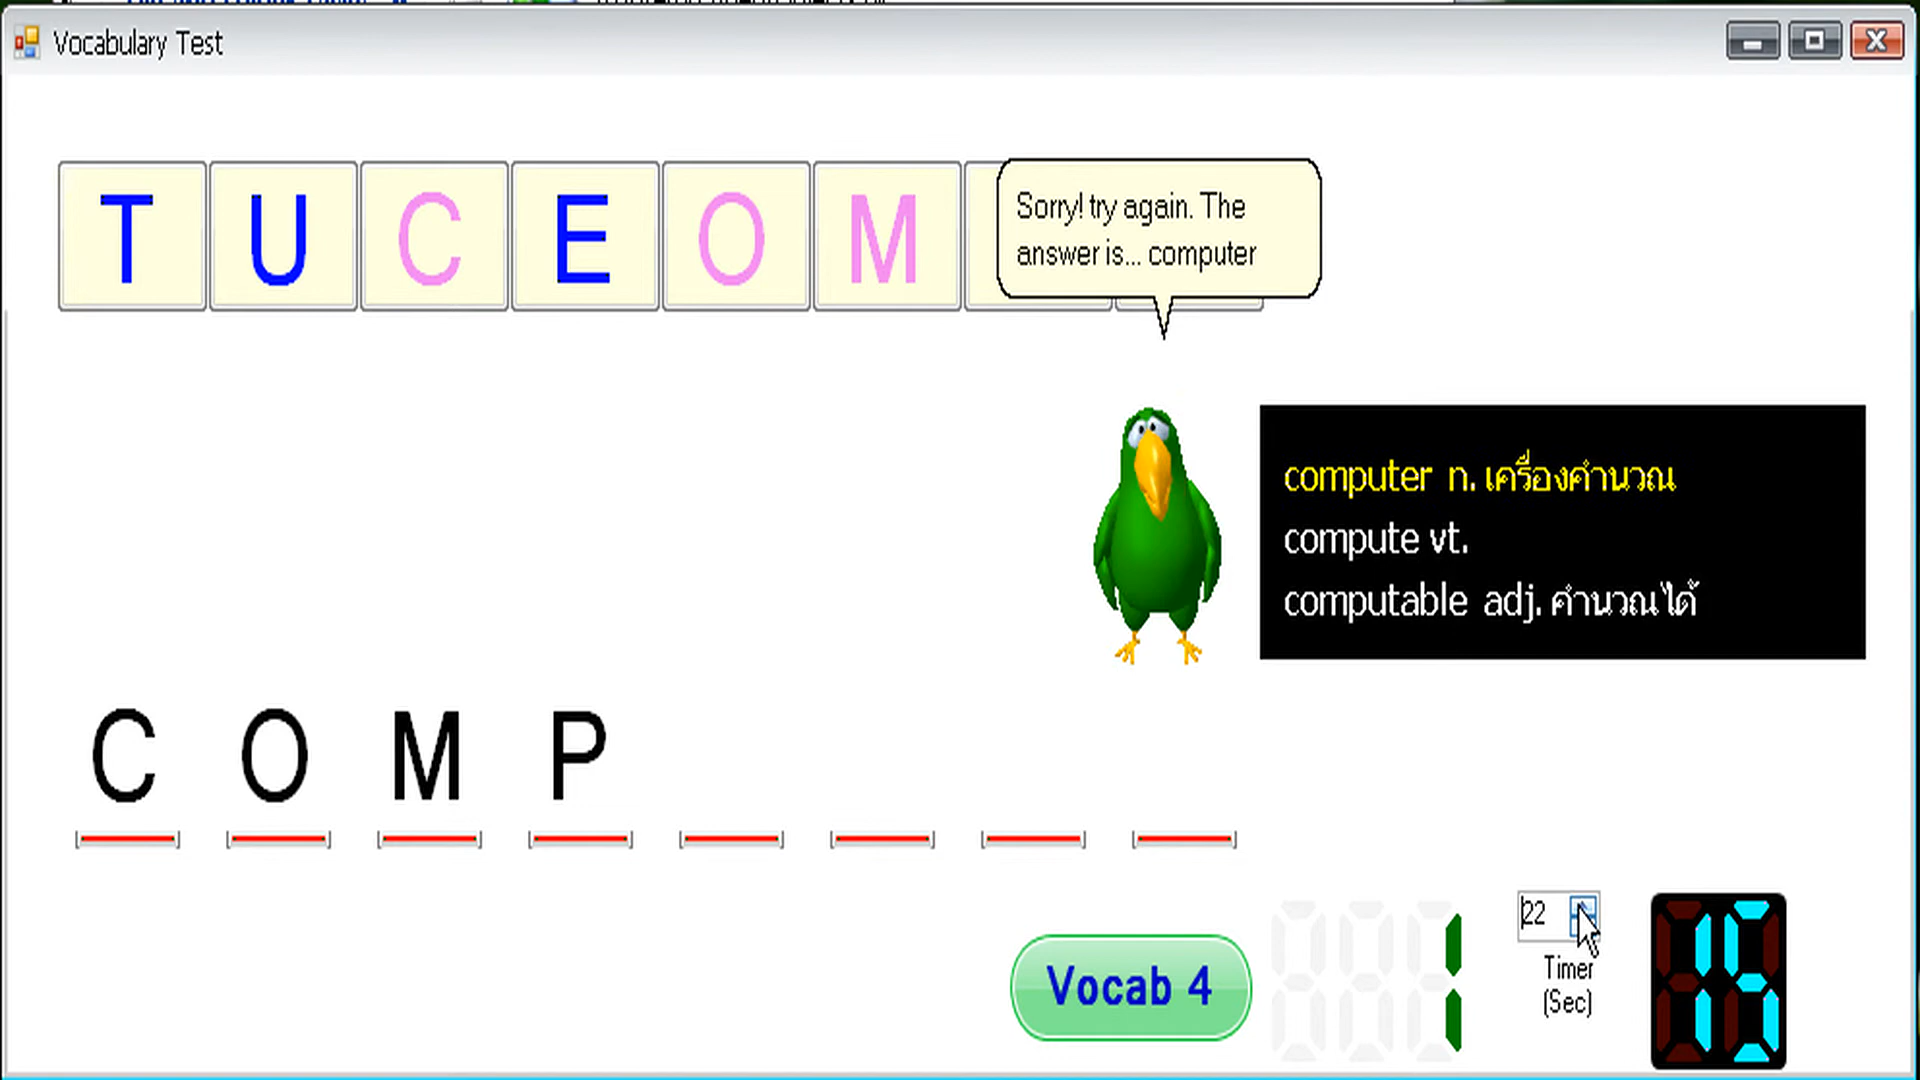 Vocabulary Test
T U C E O M
Sorry! try again. The
answer is... computer
computer n. เครื่องคำนวณ
compute vt.
computable adj. คำนวณได้
C O M P
Vocab 4
1
22
Timer
(Sec)
15